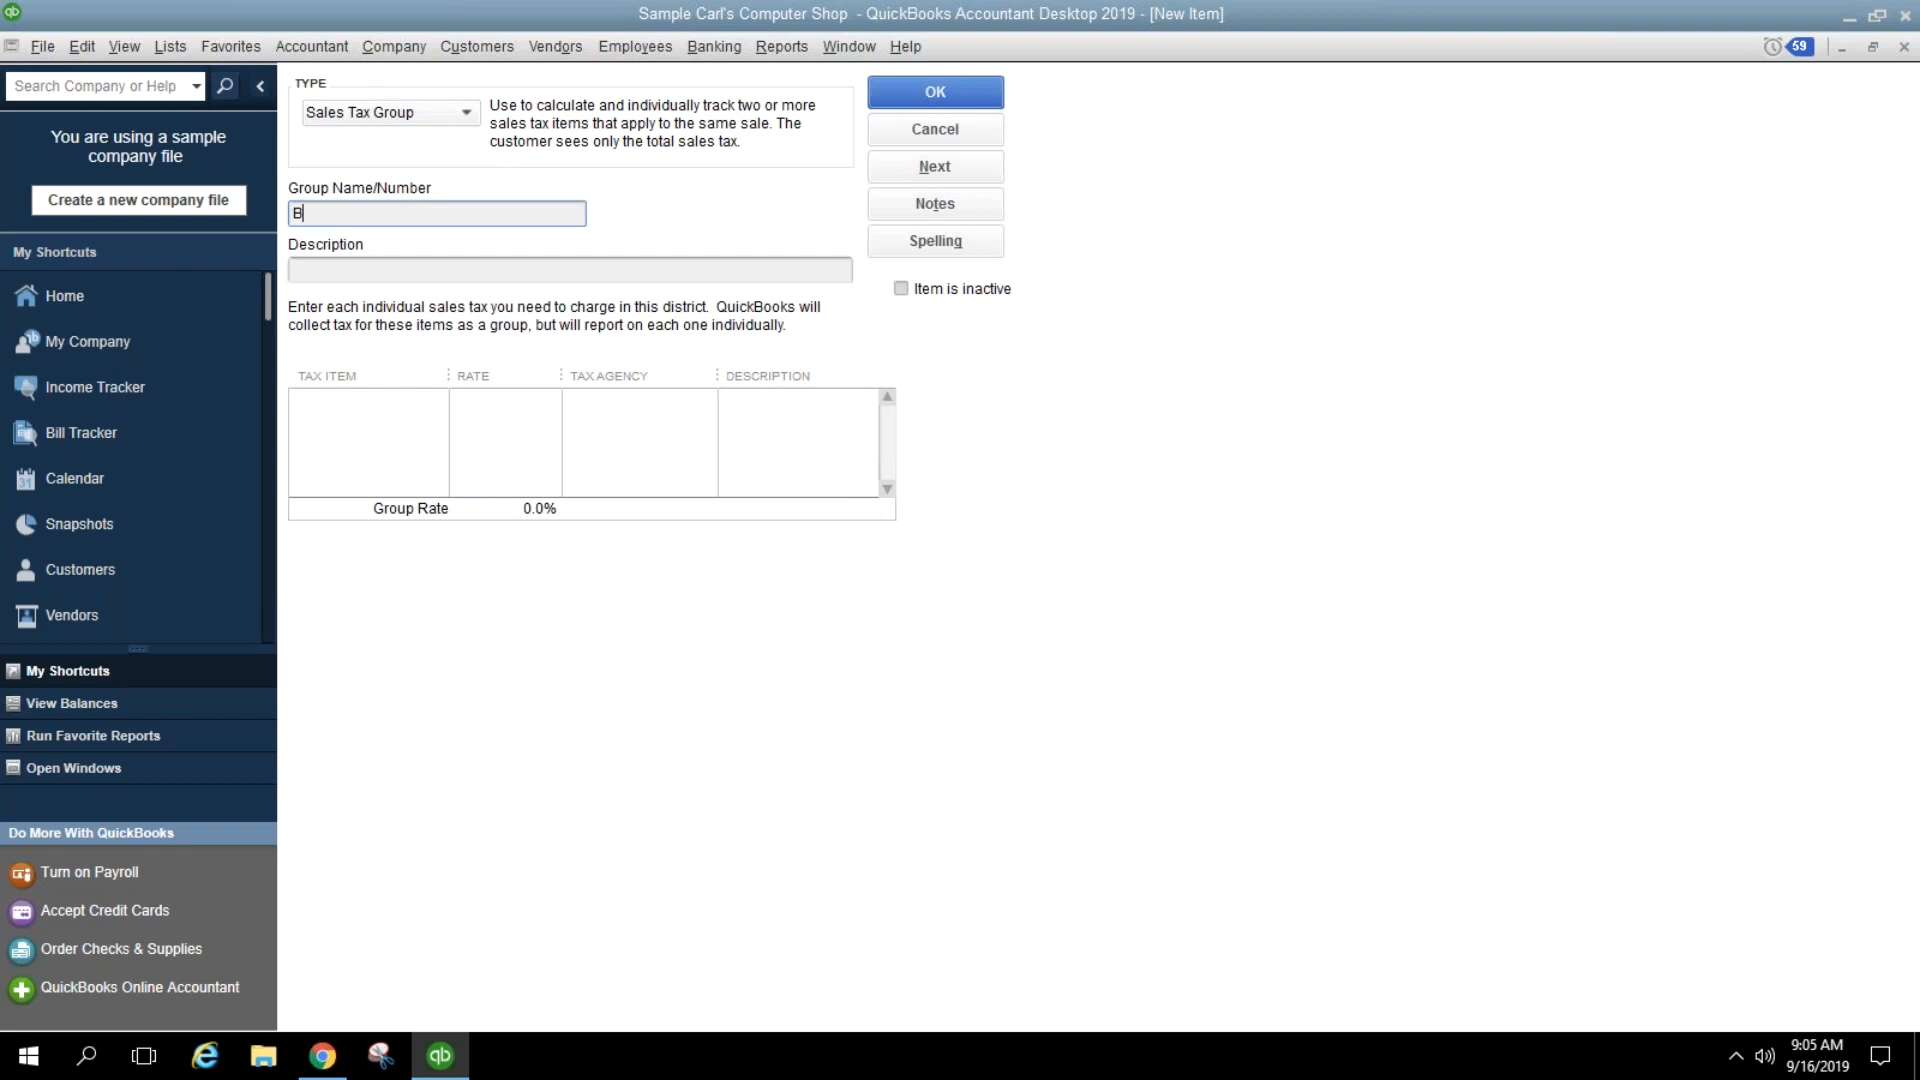 Sample Carl's Computer Shop - QuickBooks Accountant Desktop 2019 - [New Item]
File Edit View Lists Favorites Accountant Company Customers Vendors Employees Banking Reports Window Help
59
Search Company or Help
You are using a sample
company file
Create a new company file
My Shortcuts
Home
My Company
Income Tracker
Bill Tracker
Calendar
Snapshots
Customers
Vendors
My Shortcuts
View Balances
Run Favorite Reports
Open Windows
Do More With QuickBooks
Turn on Payroll
Accept Credit Cards
Order Checks & Supplies
QuickBooks Online Accountant
TYPE
Sales Tax Group
Use to calculate and individually track two or more
sales tax items that apply to the same sale. The
customer sees only the total sales tax.
Group Name/Number
B
Description
Enter each individual sales tax you need to charge in this district. QuickBooks will
collect tax for these items as a group, but will report on each one individually.
TAX ITEM RATE TAX AGENCY DESCRIPTION
Group Rate 0.0%
OK
Cancel
Next
Notes
Spelling
Item is inactive
qb
9:05 AM
9/16/2019